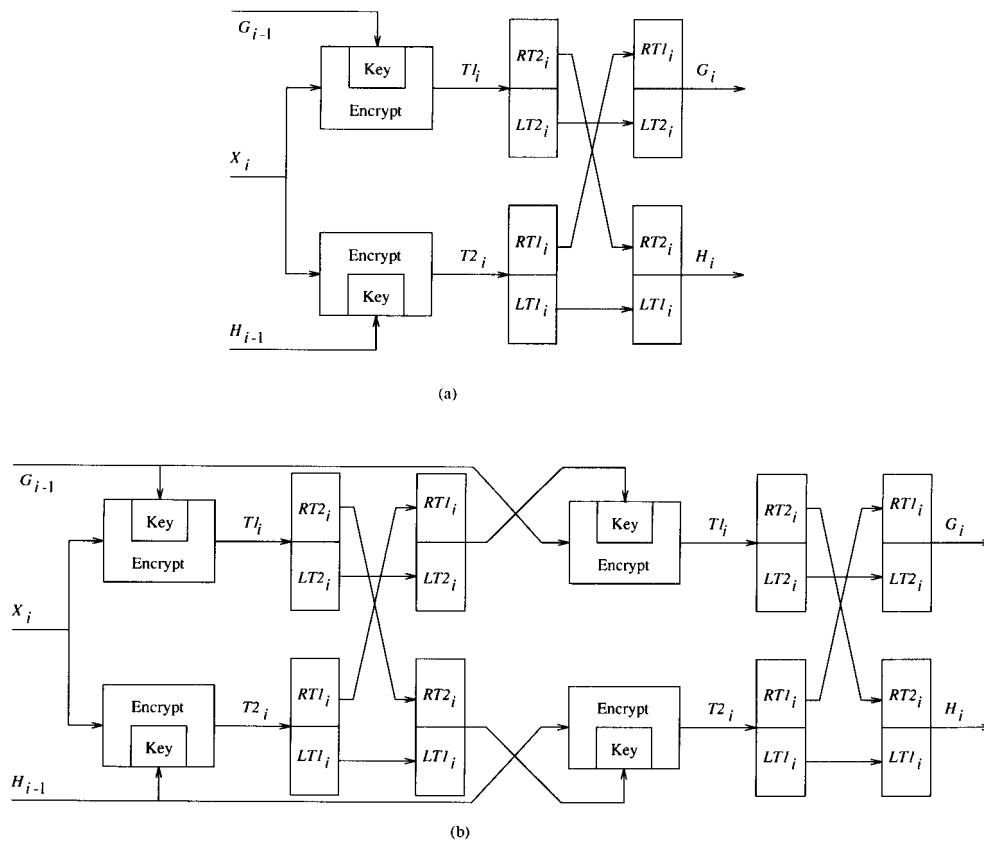 G i-1
Key
Encrypt
T1 i
RT2 i
LT2 i
RT1 i
LT2 i
G i
X i
Encrypt
Key
T2 i
RT1 i
LT1 i
RT2 i
LT1 i
H i
H i-1
(a)
G i-1
Key
Encrypt
T1 i
RT2 i
LT2 i
RT1 i
LT2 i
Key
Encrypt
T1 i
RT2 i
LT2 i
RT1 i
LT2 i
G i
X i
Encrypt
Key
T2 i
RT1 i
LT1 i
RT2 i
LT1 i
Encrypt
Key
T2 i
RT1 i
LT1 i
RT2 i
LT1 i
H i
H i-1
(b)